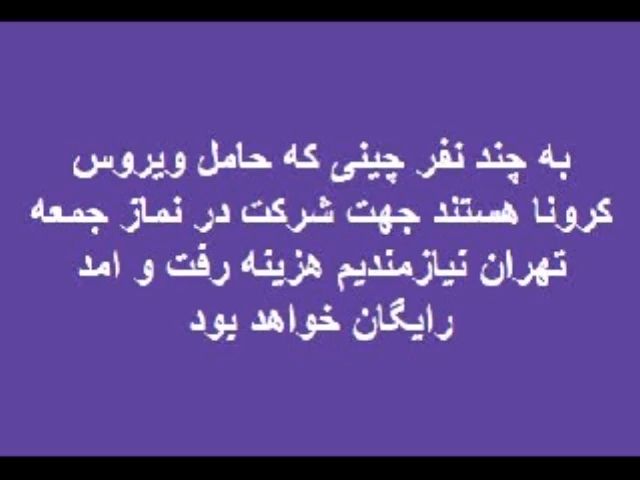 به چند نفر چینی که حامل ویروس
کرونا هستند جهت شرکت در نماز جمعه
تهران نیازمندیم هزینه رفت و امد
رایگان خواهد بود